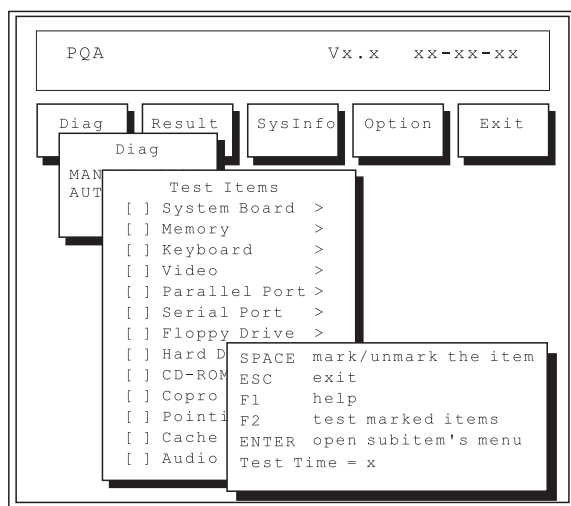 PQA Vx.x xx-xx-xx
Diag Result SysInfo Option Exit
Diag
MAN
AUT
Test Items
[ ] System Board >
[ ] Memory >
[ ] Keyboard >
[ ] Video >
[ ] Parallel Port >
[ ] Serial Port >
[ ] Floppy Drive >
[ ] Hard D
[ ] CD-ROM
[ ] Copro
[ ] Pointi
[ ] Cache
[ ] Audio
SPACE mark/unmark the item
ESC exit
F1 help
F2 test marked items
ENTER open subitem's menu
Test Time = x